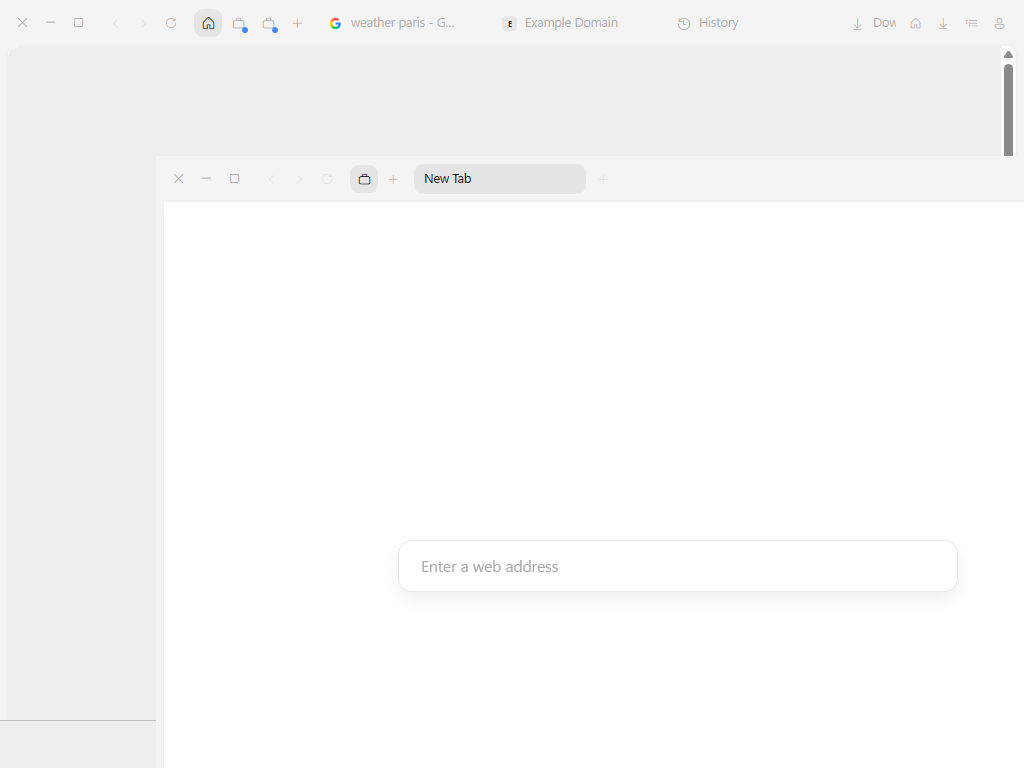 weather paris - G...
E
Example Domain
History
Dow
New Tab
Enter a web address